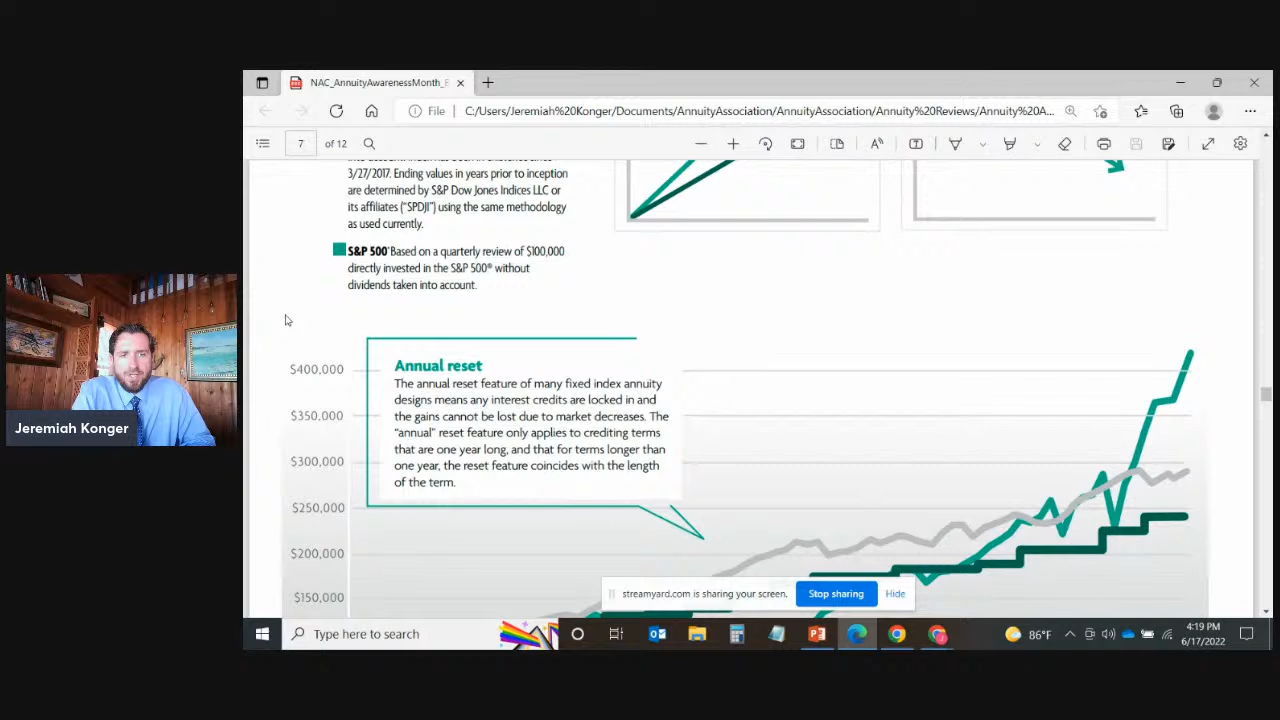 NAC_AnnuityAwarenessMonth_E
File
C:/Users/Jeremiah%20Konger/Documents/AnnuityAssociation/AnnuityAssociation/Annuity%20Reviews/Annuity%20A...
7 of 12
3/27/2017. Ending values in years prior to inception
are determined by S&P Dow Jones Indices LLC or
its affiliates ("SPDJI") using the same methodology
as used currently.
S&P 500® Based on a quarterly review of $100,000
directly invested in the S&P 500® without
dividends taken into account.
Annual reset
The annual reset feature of many fixed index annuity
designs means any interest credits are locked in and
the gains cannot be lost due to market decreases. The
"annual" reset feature only applies to crediting terms
that are one year long, and that for terms longer than
one year, the reset feature coincides with the length
of the term.
$400,000
$350,000
$300,000
$250,000
$200,000
$150,000
Jeremiah Konger
streamyard.com is sharing your screen.
Stop sharing
Hide
Type here to search
86°F
4:19 PM
6/17/2022